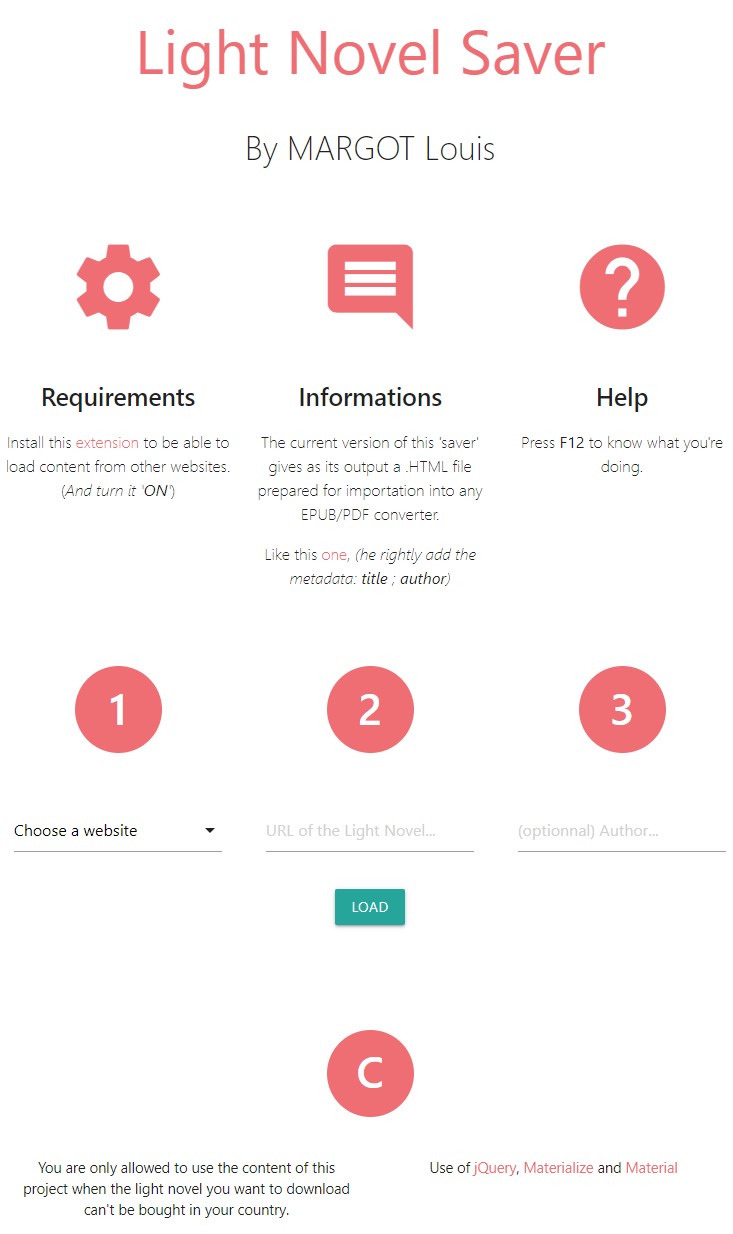 Light Novel Saver
By MARGOT Louis
Requirements
Install this extension to be able to
load content from other websites.
(And turn it 'ON')
Informations
The current version of this 'saver'
gives as its output a .HTML file
prepared for importation into any
EPUB/PDF converter.
Like this one, (he rightly add the
metadata: title ; author)
Help
Press F12 to know what you're
doing.
1
2
3
Choose a website
URL of the Light Novel...
(optionnal) Author...
LOAD
C
You are only allowed to use the content of this
project when the light novel you want to download
can't be bought in your country.
Use of jQuery, Materialize and Material